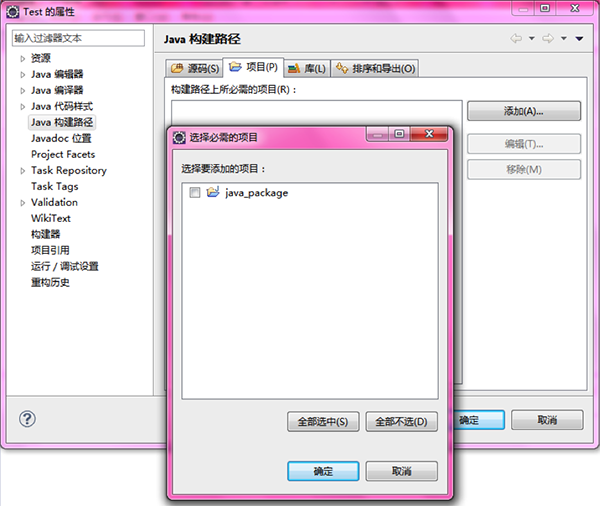 Test 的属性
输入过滤器文本
资源
Java 编辑器
Java 编译器
Java 代码样式
Java 构建路径
Javadoc 位置
Project Facets
Task Repository
Task Tags
Validation
WikiText
构建器
项目引用
运行 / 调试设置
重构历史
Java 构建路径
源码(S)
项目(P)
库(L)
排序和导出(O)
构建路径上所必需的项目(R)：
添加(A)...
编辑(T)...
移除(M)
选择必需的项目
选择要添加的项目：
java_package
全部选中(S)
全部不选(D)
确定
取消
确定
取消